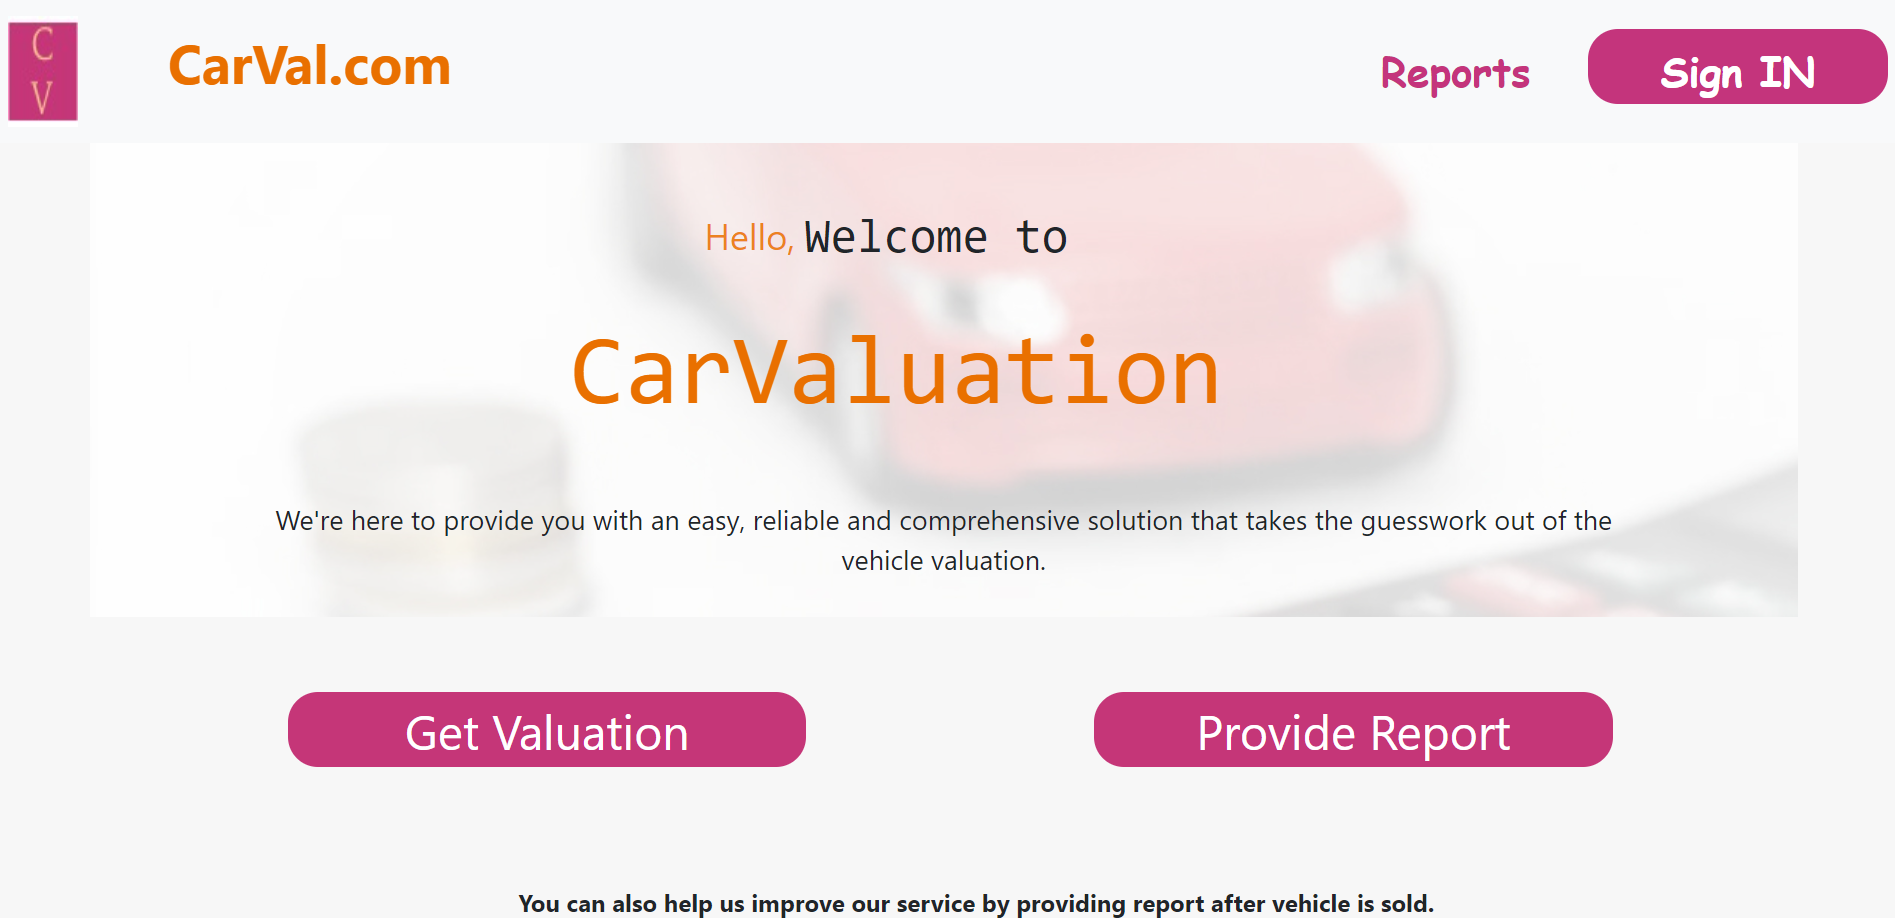 C
V
CarVal.com
Reports
Sign IN
Hello, Welcome to
CarValuation
We're here to provide you with an easy, reliable and comprehensive solution that takes the guesswork out of the
vehicle valuation.
Get Valuation
Provide Report
You can also help us improve our service by providing report after vehicle is sold.